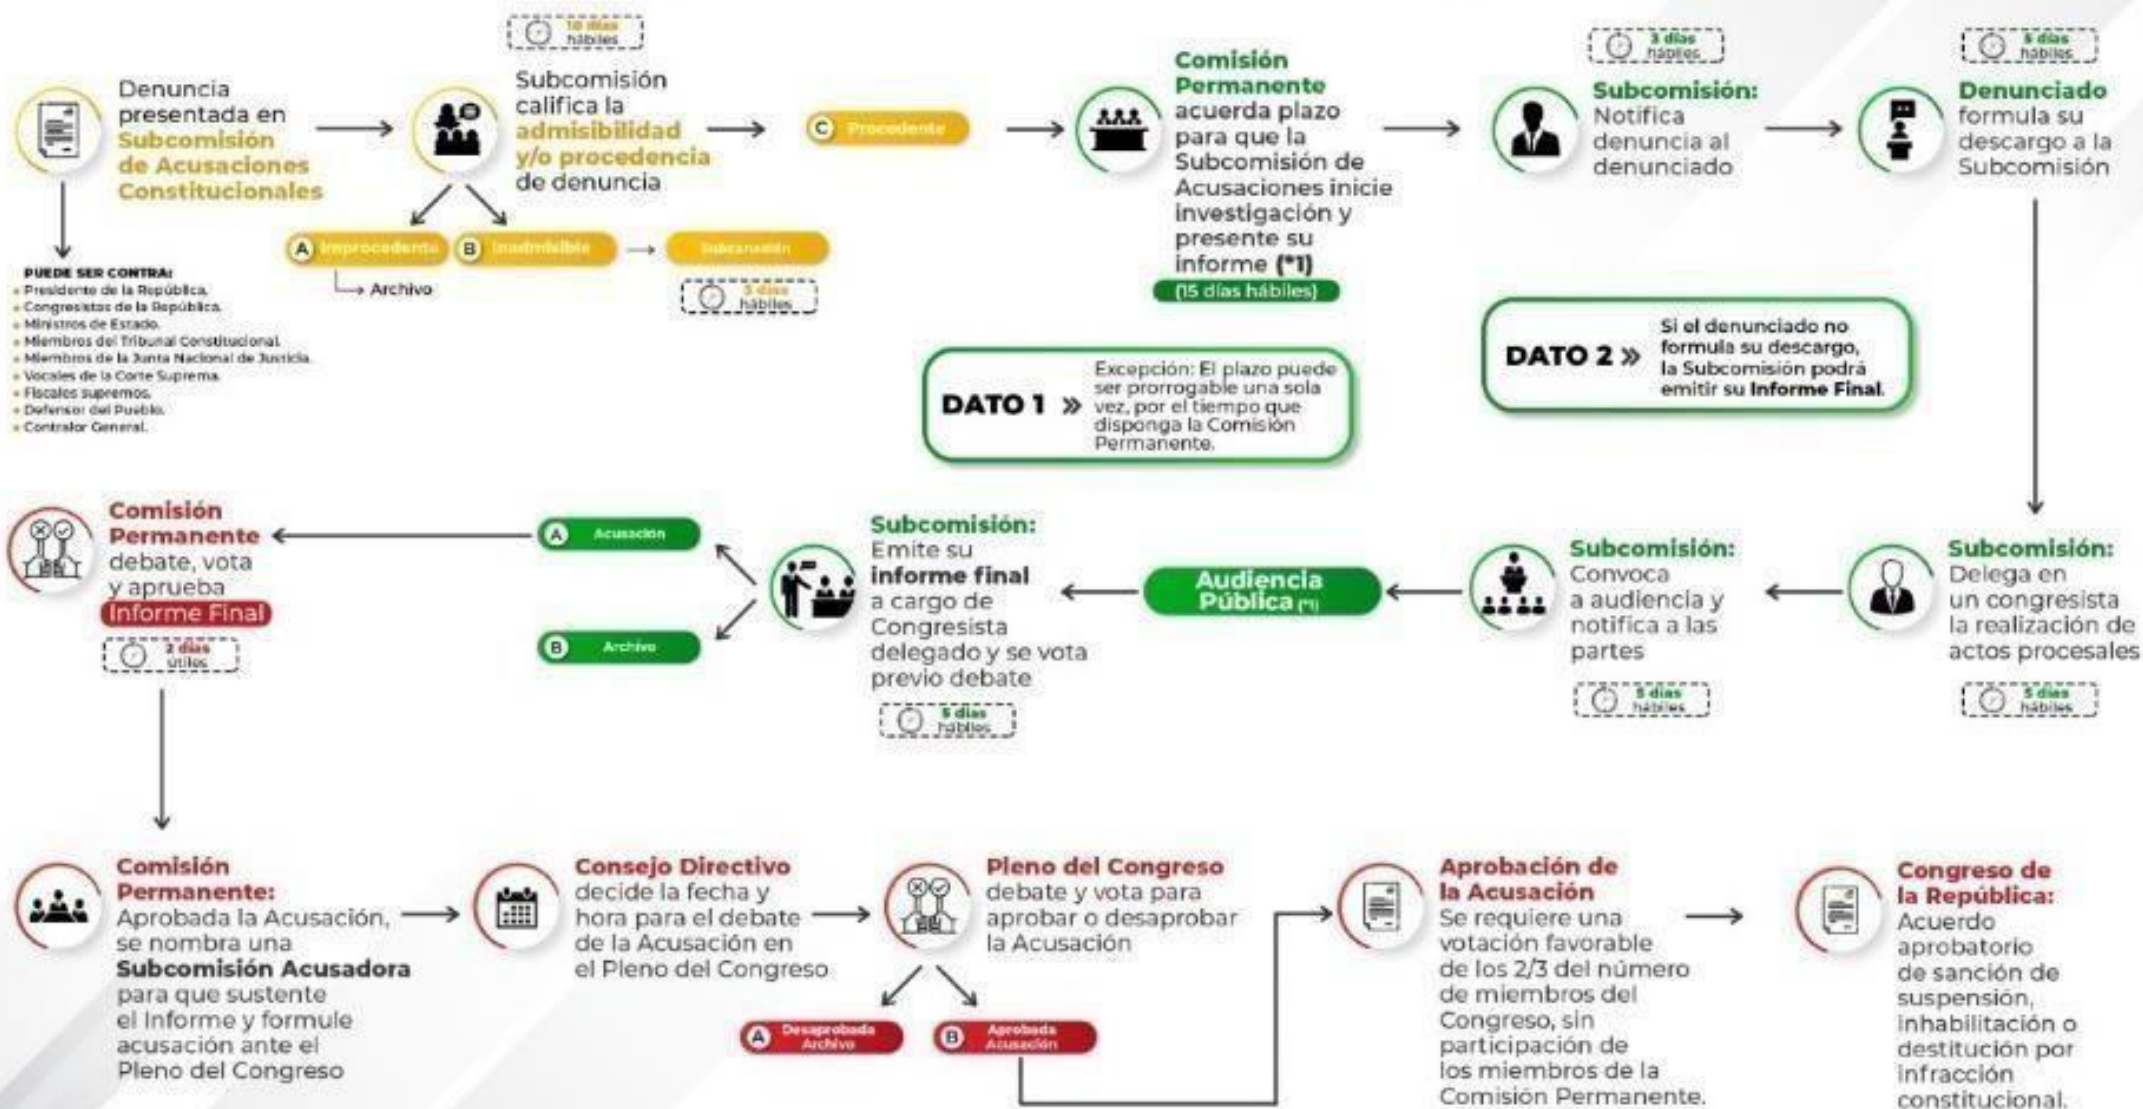 10 días
hábiles
Denuncia
presentada en
Subcomisión
de Acusaciones
Constitucionales
Subcomisión
califica la
admisibilidad
y/o procedencia
de denuncia
C Procedente
Comisión
Permanente
acuerda plazo
para que la
Subcomisión de
Acusaciones inicie
investigación y
presente su
informe (*1)
(15 días hábiles)
3 días
hábiles
Subcomisión:
Notifica
denuncia al
denunciado
5 días
hábiles
Denunciado
formula su
descargo a la
Subcomisión
A Improcedente
Archivo
B Inadmisible
Subsanación
3 días
hábiles
PUEDE SER CONTRA:
Presidente de la República.
Congresistas de la República.
Ministros de Estado.
Miembros del Tribunal Constitucional.
Miembros de la Junta Nacional de Justicia.
Vocales de la Corte Suprema.
Fiscales supremos.
Defensor del Pueblo.
Contralor General.
DATO 1 »
Excepción: El plazo puede
ser prorrogable una sola
vez, por el tiempo que
disponga la Comisión
Permanente.
DATO 2 »
Si el denunciado no
formula su descargo,
la Subcomisión podrá
emitir su Informe Final.
Subcomisión:
Delega en
un congresista
la realización de
actos procesales
5 días
hábiles
Subcomisión:
Convoca
a audiencia y
notifica a las
partes
5 días
hábiles
Audiencia
Pública (*1)
Subcomisión:
Emite su
informe final
a cargo de
Congresista
delegado y se vota
previo debate
5 días
hábiles
A Acusación
B Archivo
Comisión
Permanente
debate, vota
y aprueba
Informe Final
2 días
útiles
Comisión
Permanente:
Aprobada la Acusación,
se nombra una
Subcomisión Acusadora
para que sustente
el Informe y formule
acusación ante el
Pleno del Congreso
Consejo Directivo
decide la fecha y
hora para el debate
de la Acusación en
el Pleno del Congreso
Pleno del Congreso
debate y vota para
aprobar o desaprobar
la Acusación
A Desaprobada
Archivo
B Aprobada
Acusación
Aprobación de
la Acusación
Se requiere una
votación favorable
de los 2/3 del número
de miembros del
Congreso, sin
participación de
los miembros de la
Comisión Permanente.
Congreso de
la República:
Acuerdo
aprobatorio
de sanción de
suspensión,
inhabilitación o
destitución por
infracción
constitucional.